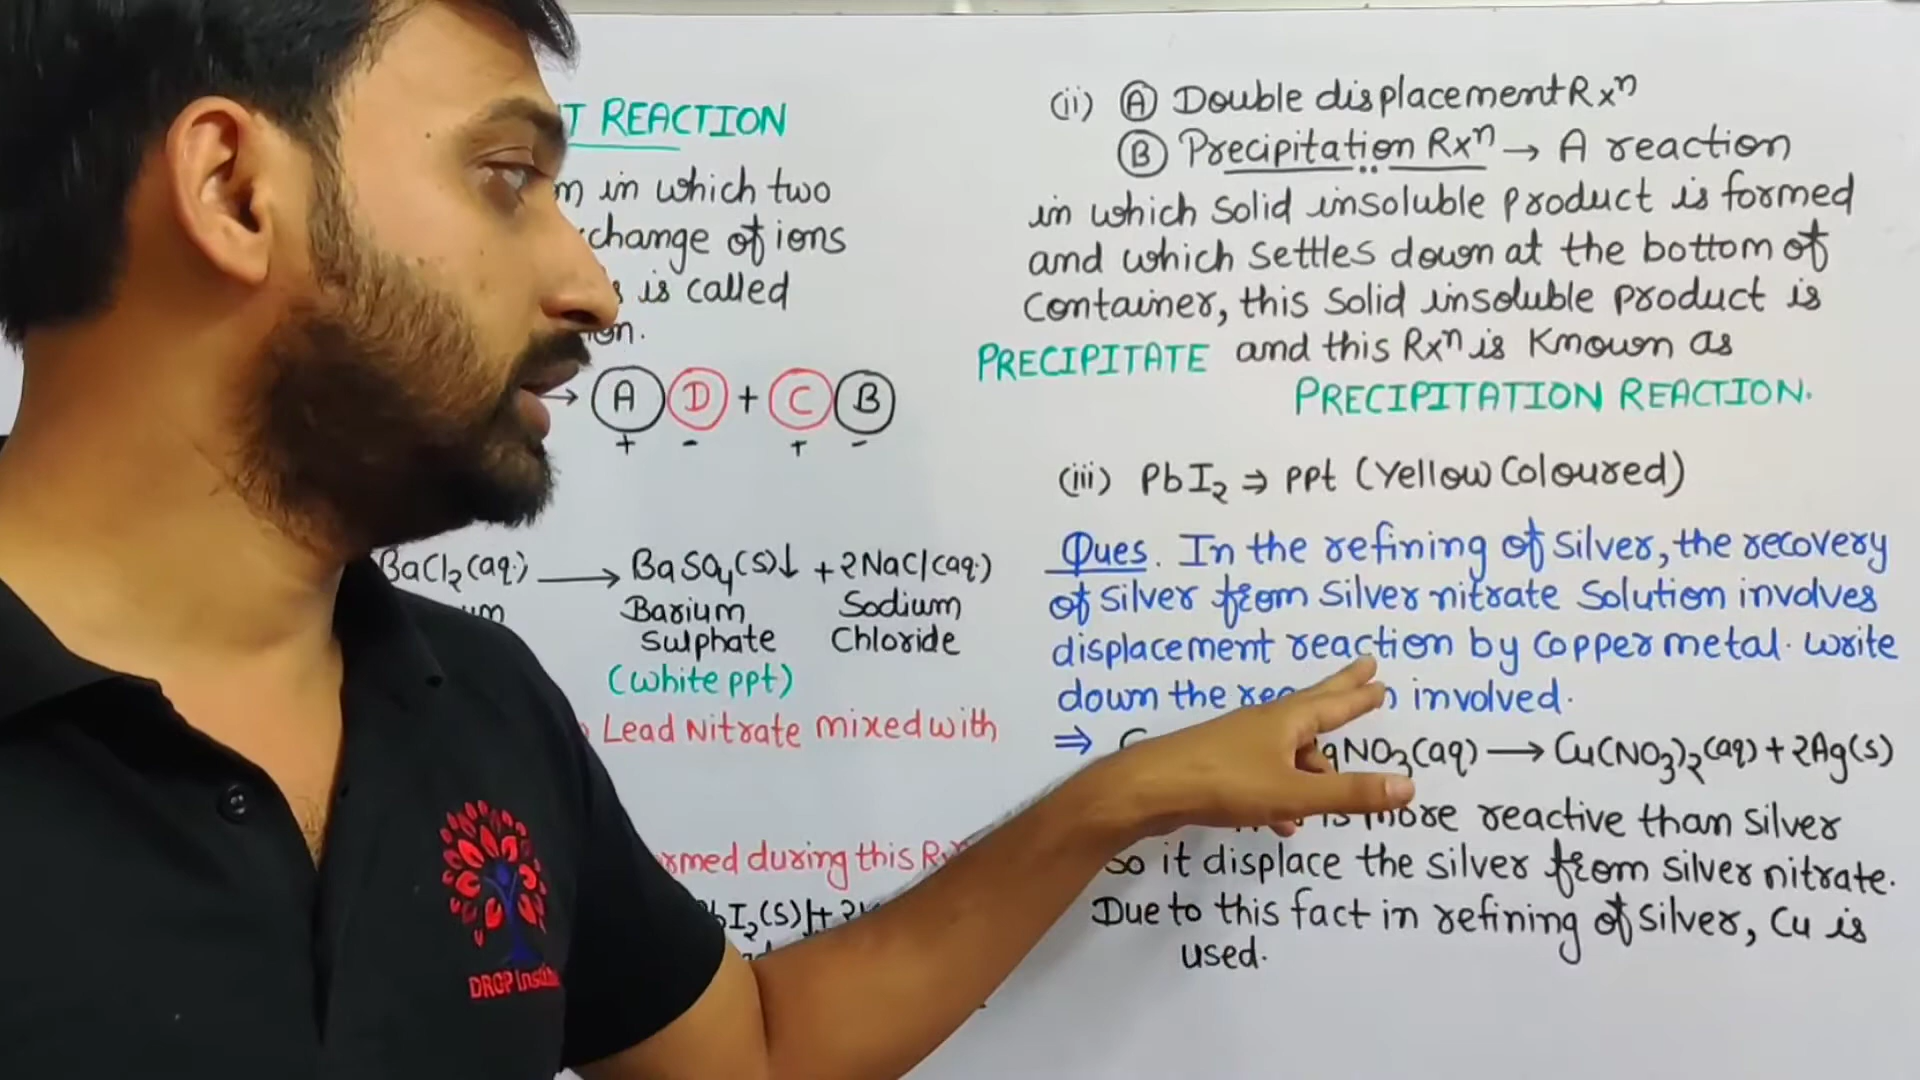 T REACTION
in which two
change of ions
is called
→ A D + C B
+ - + -
BaCl₂(aq.) → BaSO₄(s)↓ + 2NaCl(aq.)
Barium Sodium
Sulphate Chloride
(White ppt)
Lead Nitrate mixed with
during this
I₂(s)↓+
(ii) (A) Double displacement Rxⁿ
(B) Precipitation Rxⁿ → A reaction
in which solid insoluble product is formed
and which settles down at the bottom of
Container, this Solid insoluble product is
PRECIPITATE and this Rxⁿ is Known as
PRECIPITATION REACTION.
(iii) PbI₂ ⇒ ppt (Yellow Coloured)
Ques. In the refining of Silver, the recovery
of Silver from Silver nitrate Solution involves
displacement reaction by Copper metal. Write
down the involved.
⇒ NO₃(aq) → Cu(NO₃)₂(aq) + 2Ag(s)
is more reactive than Silver
so it displace the silver from silver nitrate.
Due to this fact in refining of Silver, Cu is
used.
DRGP